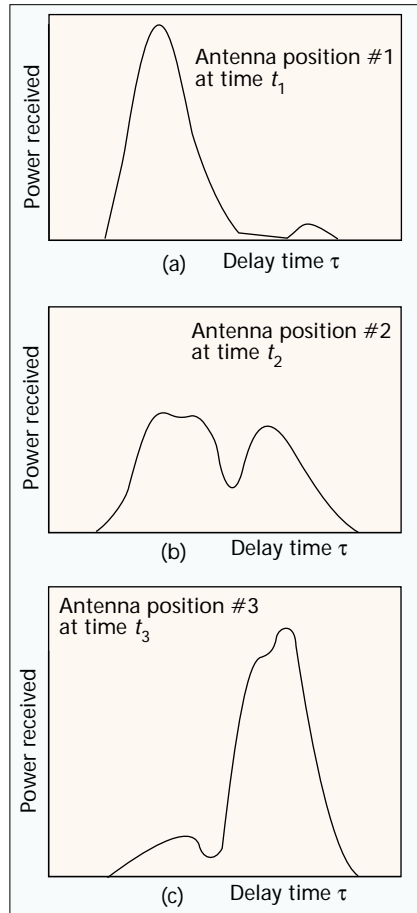 Antenna position #1
at time t₁
Power received
(a) Delay time τ
Antenna position #2
at time t₂
Power received
(b) Delay time τ
Antenna position #3
at time t₃
Power received
(c) Delay time τ